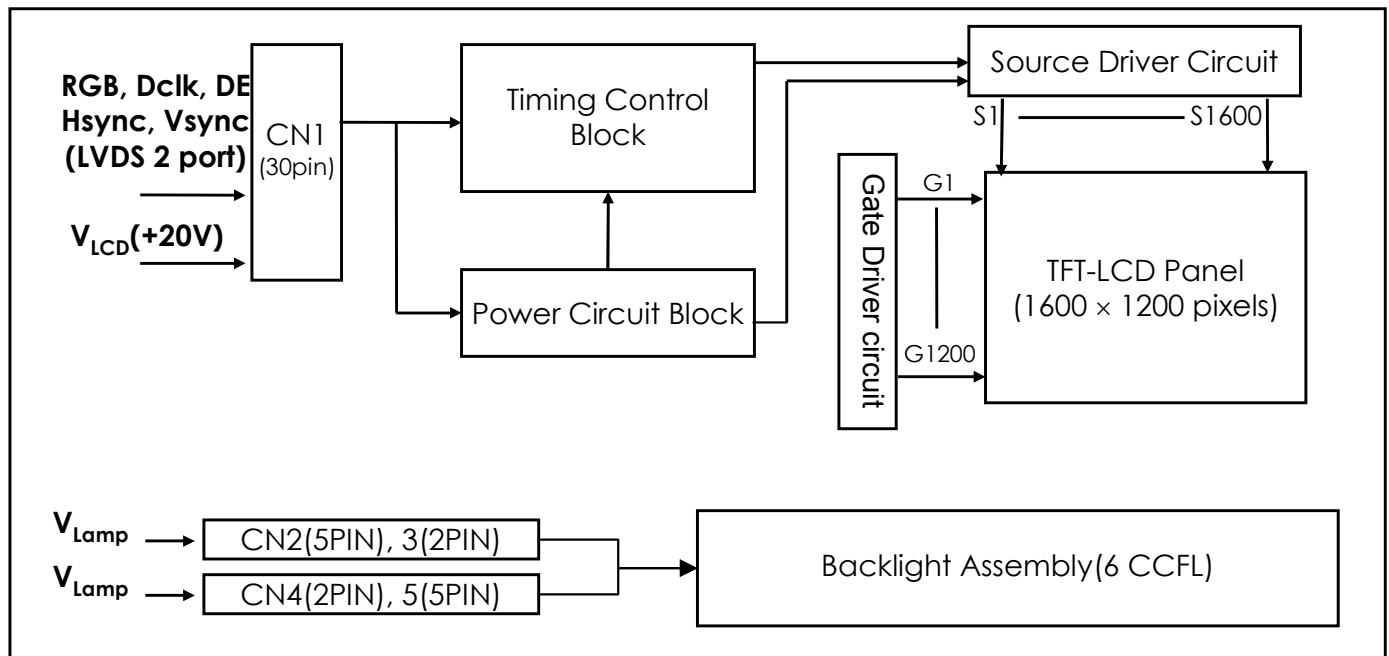 RGB, Dclk, DE
Hsync, Vsync
(LVDS 2 port)
VLCD(+20V)
CN1
(30pin)
Timing Control
Block
Power Circuit Block
Source Driver Circuit
S1
S1600
Gate Driver circuit
G1
G1200
TFT-LCD Panel
(1600 × 1200 pixels)
VLamp
CN2(5PIN), 3(2PIN)
VLamp
CN4(2PIN), 5(5PIN)
Backlight Assembly(6 CCFL)